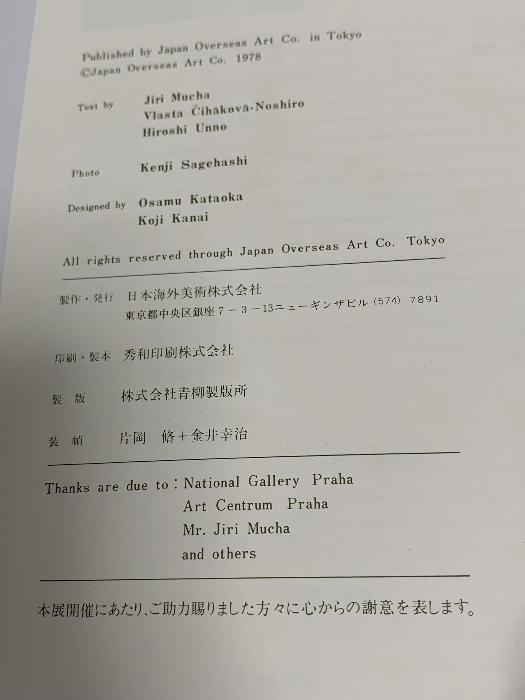 Published by Japan Overseas Art Co. in Tokyo
©Japan Overseas Art Co. 1978
Text by Jiri Mucha
Vlasta Čihákova-Noshiro
Hiroshi Unno
Photo Kenji Sagehashi
Designed by Osamu Kataoka
Koji Kanai
All rights reserved through Japan Overseas Art Co. Tokyo
製作・発行 日本海外美術株式会社
東京都中央区銀座7-3-13ニューギンザビル (574) 7891
印刷・製本 秀和印刷株式会社
製 版 株式会社青柳製版所
装 幀 片岡 脩+金井幸治
Thanks are due to: National Gallery Praha
Art Centrum Praha
Mr. Jiri Mucha
and others
本展開催にあたり、ご助力賜りました方々に心からの謝意を表します。